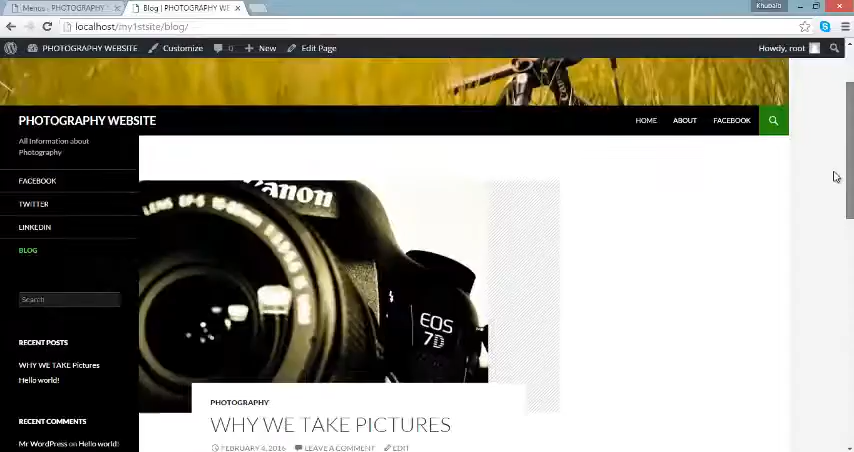 Khubaib
Menus - PHOTOGRAPHY
Blog | PHOTOGRAPHY WE
localhost/my1stsite/blog/
PHOTOGRAPHY WEBSITE
Customize
0
New
Edit Page
Howdy, root
PHOTOGRAPHY WEBSITE
HOME
ABOUT
FACEBOOK
All Information about
Photography
FACEBOOK
TWITTER
LINKEDIN
BLOG
Search
RECENT POSTS
WHY WE TAKE Pictures
Hello world!
RECENT COMMENTS
Mr WordPress on Hello world!
Canon
EOS
7D
PHOTOGRAPHY
WHY WE TAKE PICTURES
FEBRUARY 4, 2016
LEAVE A COMMENT
EDIT